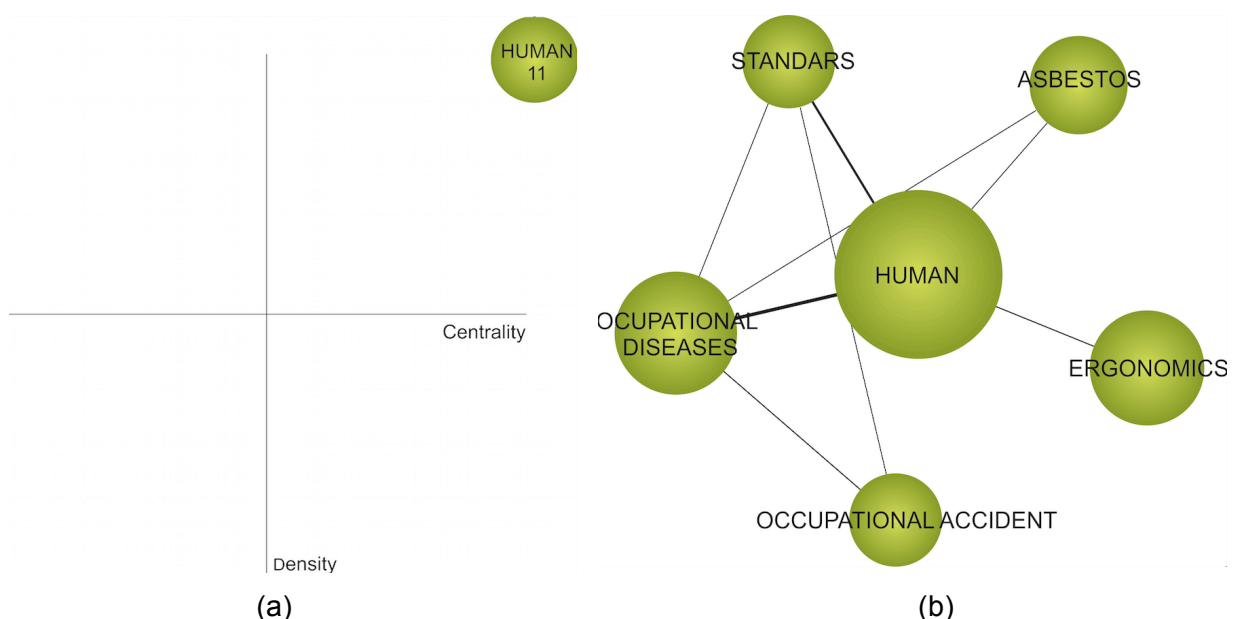 HUMAN
11
Centrality
Density
(a)
STANDARS
ASBESTOS
HUMAN
OCUPATIONAL
DISEASES
ERGONOMICS
OCCUPATIONAL ACCIDENT
(b)